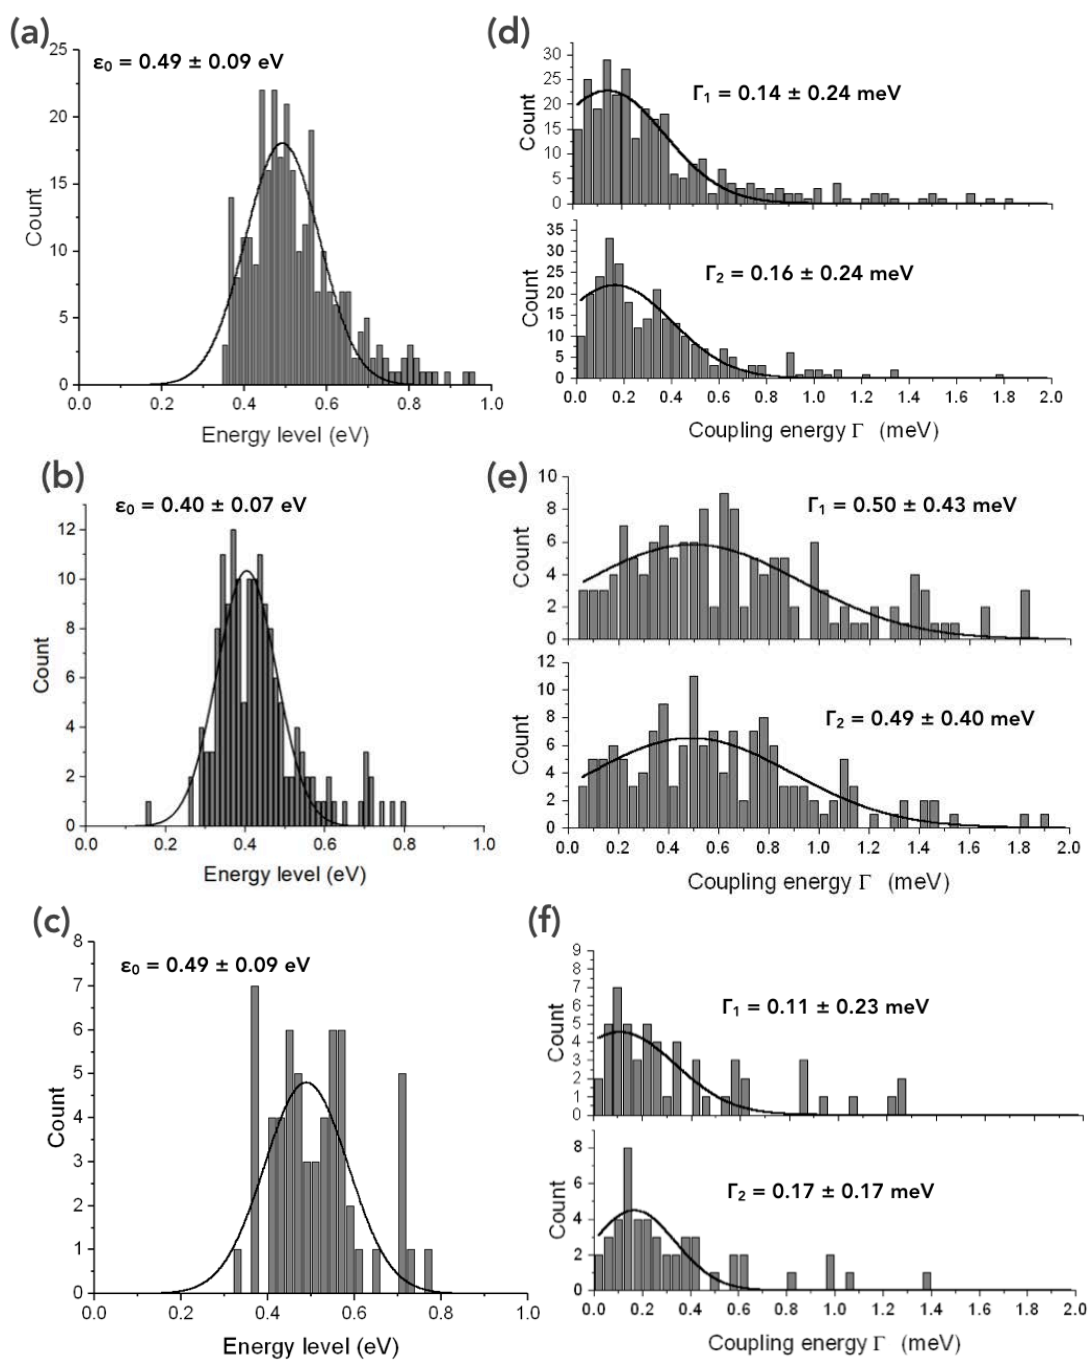 (a)
ε₀ = 0.49 ± 0.09 eV
25
20
15
10
5
0
Count
0.0 0.2 0.4 0.6 0.8 1.0
Energy level (eV)
(d)
Γ₁ = 0.14 ± 0.24 meV
30
25
20
15
10
5
0
Count
Γ₂ = 0.16 ± 0.24 meV
35
30
25
20
15
10
5
0
Count
0.0 0.2 0.4 0.6 0.8 1.0 1.2 1.4 1.6 1.8 2.0
Coupling energy Γ (meV)
(b)
ε₀ = 0.40 ± 0.07 eV
12
10
8
6
4
2
0
Count
0.0 0.2 0.4 0.6 0.8 1.0
Energy level (eV)
(e)
Γ₁ = 0.50 ± 0.43 meV
10
8
6
4
2
0
Count
Γ₂ = 0.49 ± 0.40 meV
12
10
8
6
4
2
0
Count
0.0 0.2 0.4 0.6 0.8 1.0 1.2 1.4 1.6 1.8 2.0
Coupling energy Γ (meV)
(c)
ε₀ = 0.49 ± 0.09 eV
8
7
6
5
4
3
2
1
0
Count
0.0 0.2 0.4 0.6 0.8 1.0
Energy level (eV)
(f)
Γ₁ = 0.11 ± 0.23 meV
9
8
7
6
5
4
3
2
1
0
Count
Γ₂ = 0.17 ± 0.17 meV
8
6
4
2
0
Count
0.0 0.2 0.4 0.6 0.8 1.0 1.2 1.4 1.6 1.8 2.0
Coupling energy Γ (meV)